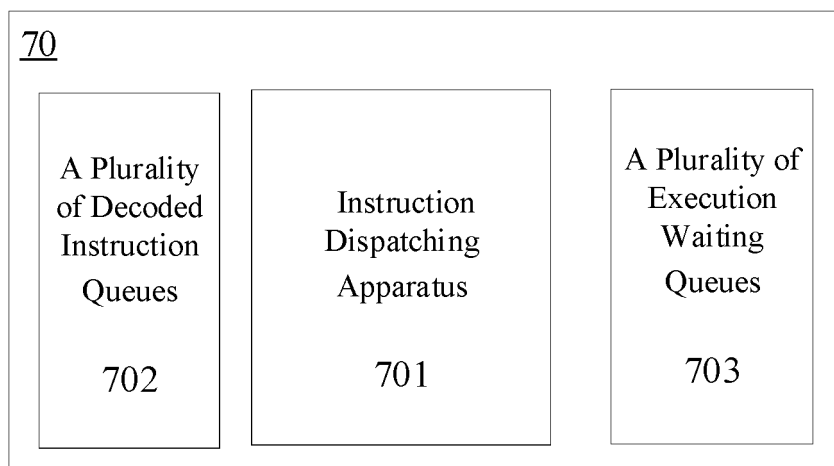 70
A Plurality
of Decoded
Instruction
Queues
702
Instruction
Dispatching
Apparatus
701
A Plurality of
Execution
Waiting
Queues
703